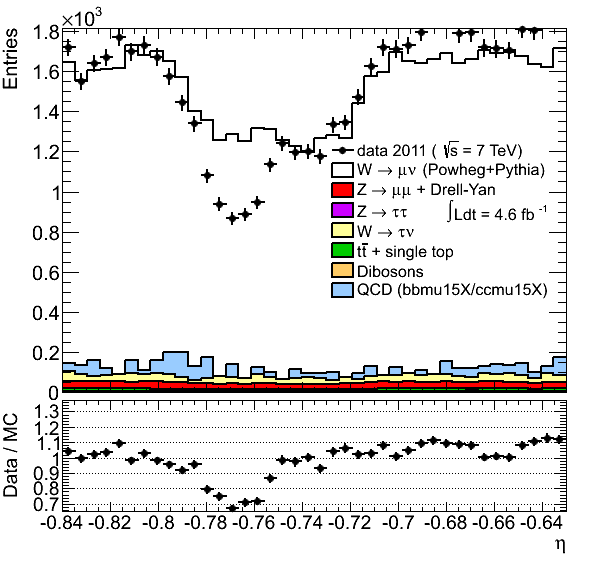 ×10³
Entries
1.8
1.6
1.4
1.2
1
0.8
0.6
0.4
0.2
0
data 2011 ( √s = 7 TeV)
W → μν (Powheg+Pythia)
Z → μμ + Drell-Yan
Z → ττ
∫Ldt = 4.6 fb⁻¹
W → τν
tt̄ + single top
Dibosons
QCD (bbmu15X/ccmu15X)
Data / MC
1.3
1.2
1.1
1
0.9
0.8
0.7
-0.84 -0.82 -0.8 -0.78 -0.76 -0.74 -0.72 -0.7 -0.68 -0.66 -0.64
η